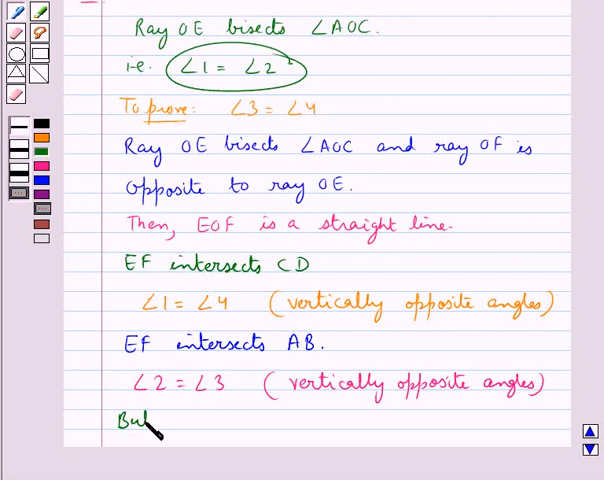 Ray OE bisects ∠AOC.
i.e. ∠1 = ∠2
To prove: ∠3 = ∠4
Ray OE bisects ∠AOC and ray OF is
opposite to ray OE.
Then, EOF is a straight line.
EF intersects CD
∠1 = ∠4 (vertically opposite angles)
EF intersects AB.
∠2 = ∠3 (vertically opposite angles)
But